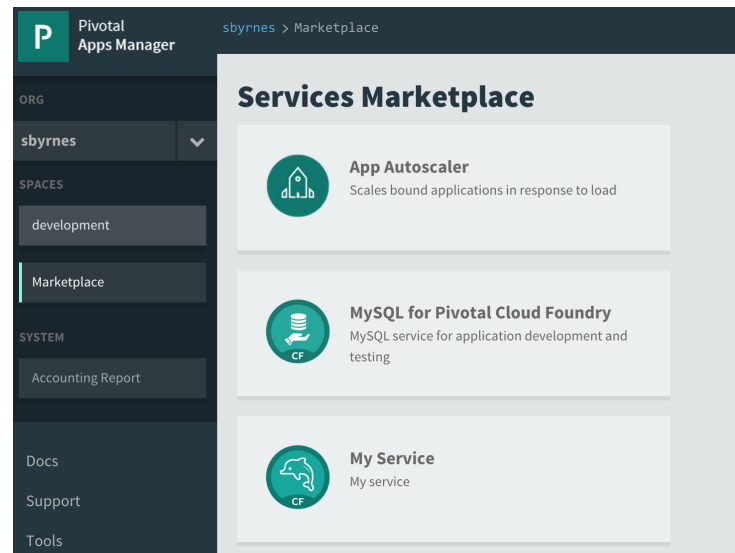 P
Pivotal
Apps Manager
sbyrnes > Marketplace
ORG
sbyrnes
SPACES
development
Marketplace
SYSTEM
Accounting Report
Docs
Support
Tools
Services Marketplace
App Autoscaler
Scales bound applications in response to load
CF
MySQL for Pivotal Cloud Foundry
MySQL service for application development and
testing
CF
My Service
My service